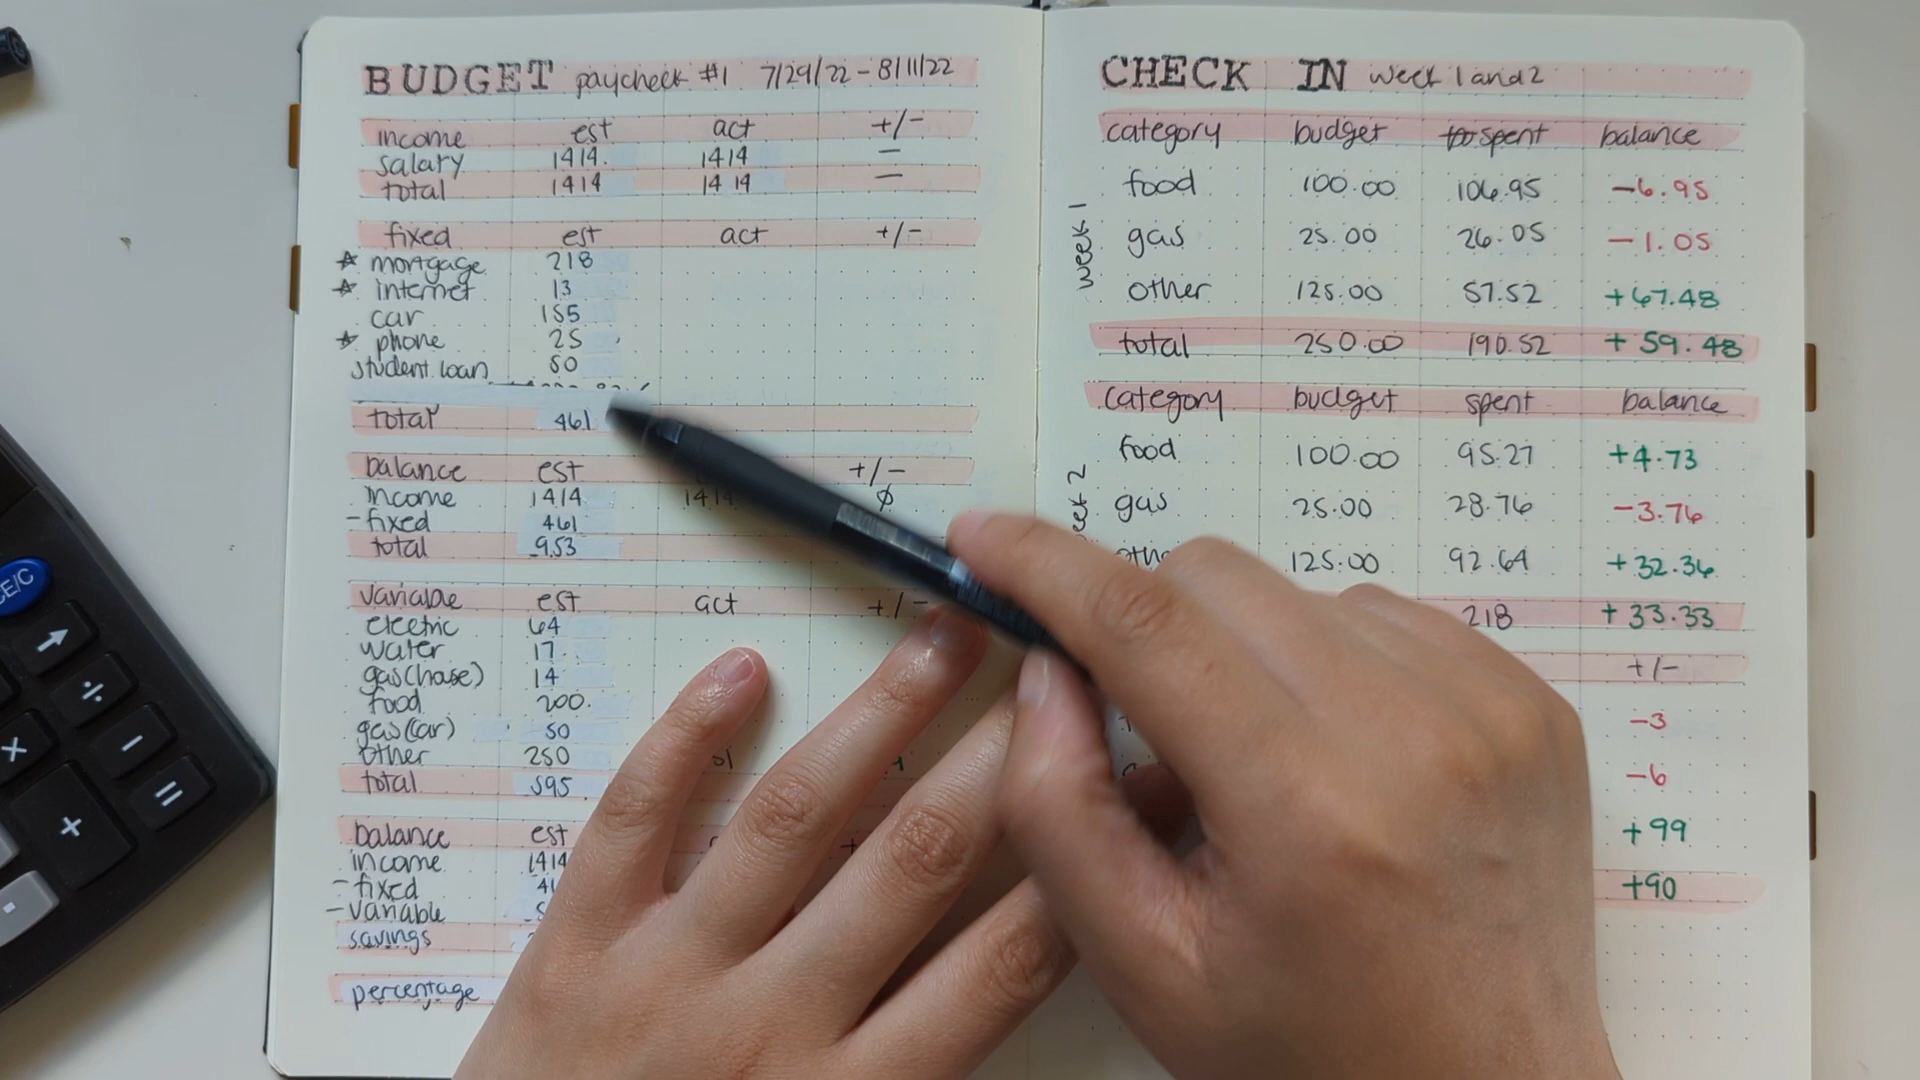 BUDGET paycheck #1 7/29/22 - 8/11/22
income est act +/-
salary 1414. 1414 —
total 1414 1414 —
fixed est act +/-
☆ mortgage 218
☆ internet 13
car 155
☆ phone 25
student loan 50
total 461
balance est +/-
income 1414 1414 ϕ
- fixed 461
total 953
variable est act +/-
electric 64
water 17
gas (hase) 14
food 200.
gas (car) 50
other 250
total 595
balance est
income 1414
- fixed
- variable
savings
percentage
CHECK IN week 1 and 2
category budget spent balance
week 1
food 100.00 106.95 -6.95
gas 25.00 26.05 -1.05
other 125.00 57.52 +67.48
total 250.00 190.52 +59.48
category budget spent balance
food 100.00 95.27 +4.73
gas 25.00 28.76 -3.76
125.00 92.64 +32.36
218 +33.33
+/-
-3
-6
+99
+90
CE/C
→
÷
×
-
+
=